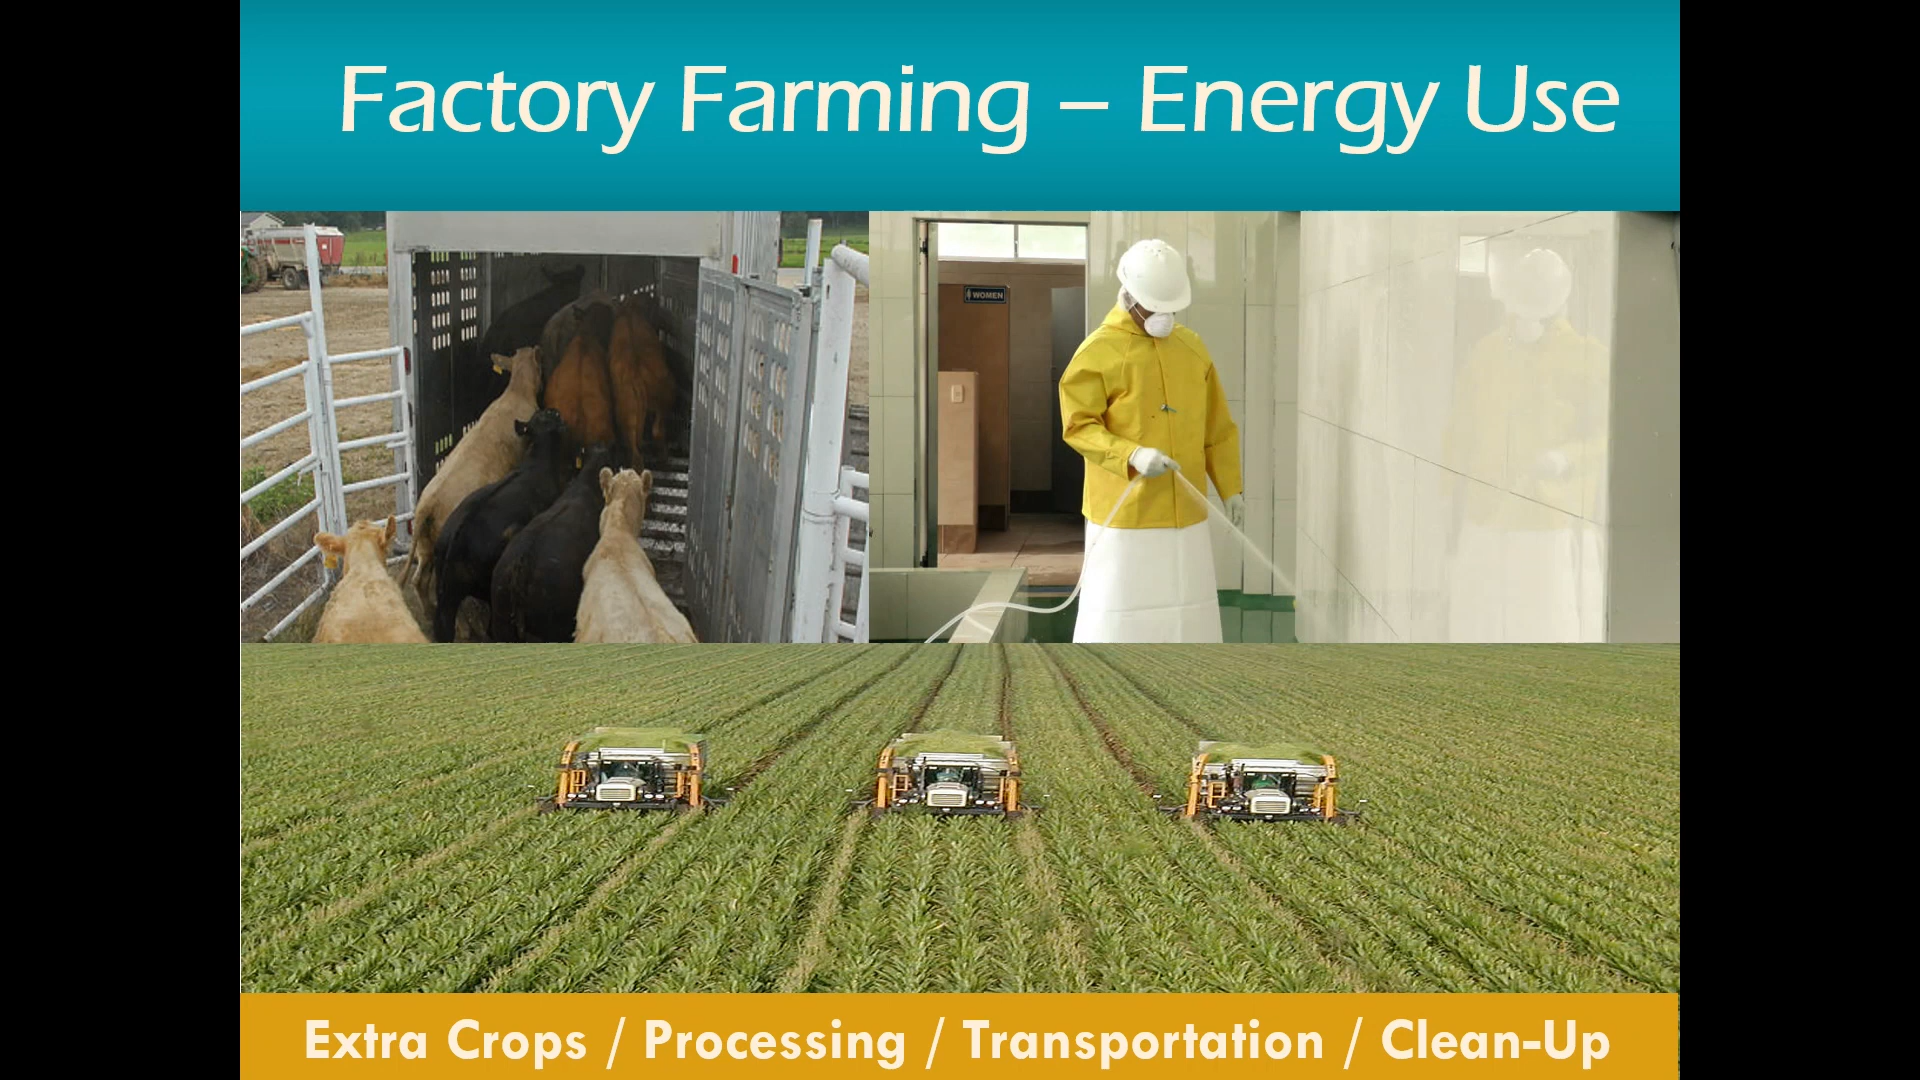 Factory Farming – Energy Use
WOMEN
Extra Crops / Processing / Transportation / Clean-Up